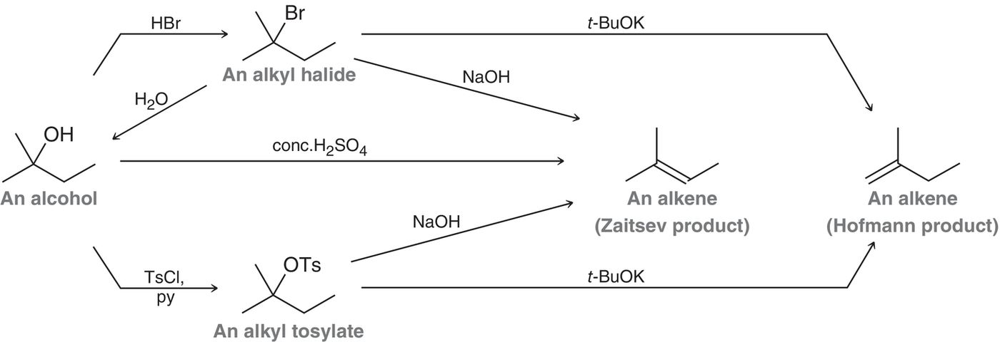 HBr
Br
t-BuOK
An alkyl halide
NaOH
H₂O
OH
conc.H₂SO₄
An alcohol
An alkene
(Zaitsev product)
An alkene
(Hofmann product)
NaOH
OTs
TsCl,
py
t-BuOK
An alkyl tosylate